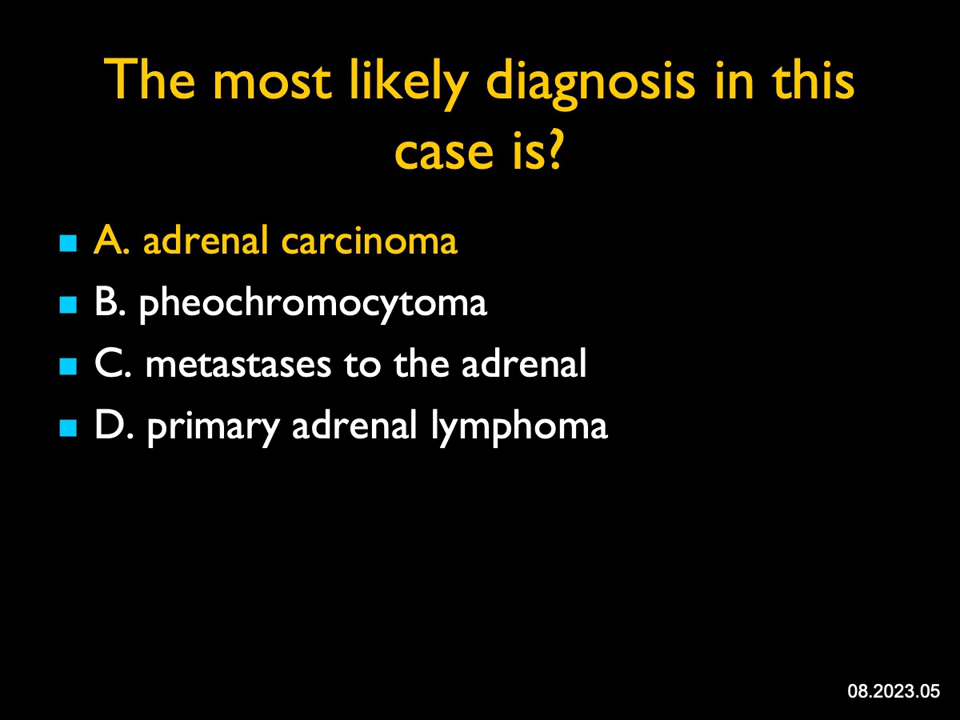 The most likely diagnosis in this
case is?
A. adrenal carcinoma
B. pheochromocytoma
C. metastases to the adrenal
D. primary adrenal lymphoma
08.2023.05